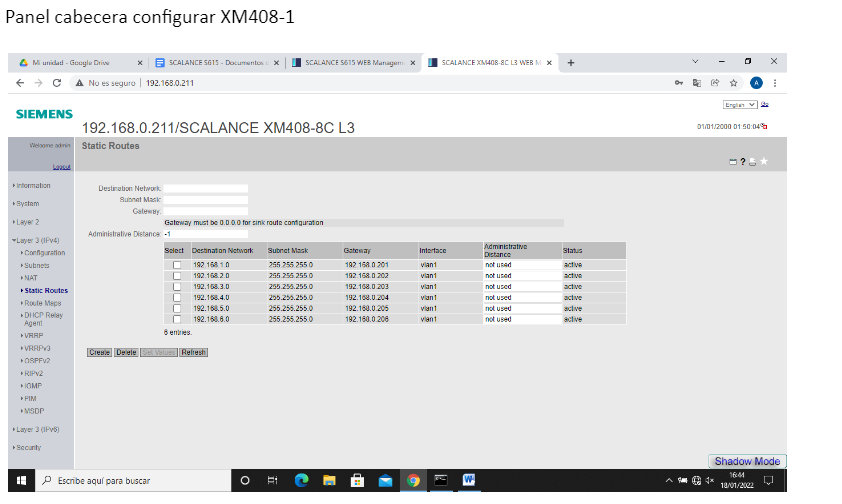 Panel cabecera configurar XM408-1
Mi unidad - Google Drive
SCALANCE S615 - Documentos
SCALANCE S615 WEB Managem
SCALANCE XM408-8C L3 WEB M
No es seguro | 192.168.0.211
A
English
Go
SIEMENS
192.168.0.211/SCALANCE XM408-8C L3
01/01/2000 01:50:04
Welcome admin
Static Routes
Logout
Information
System
Layer 2
Layer 3 (IPv4)
Configuration
Subnets
NAT
Static Routes
Route Maps
DHCP Relay
Agent
VRRP
VRRPv3
OSPFv2
RIPv2
IGMP
PIM
MSDP
Layer 3 (IPv6)
Security
Destination Network:
Subnet Mask:
Gateway:
Gateway must be 0.0.0.0 for sink route configuration
Administrative Distance: -1
Select Destination Network Subnet Mask Gateway Interface Administrative Distance Status
192.168.1.0 255.255.255.0 192.168.0.201 vlan1 not used active
192.168.2.0 255.255.255.0 192.168.0.202 vlan1 not used active
192.168.3.0 255.255.255.0 192.168.0.203 vlan1 not used active
192.168.4.0 255.255.255.0 192.168.0.204 vlan1 not used active
192.168.5.0 255.255.255.0 192.168.0.205 vlan1 not used active
192.168.6.0 255.255.255.0 192.168.0.206 vlan1 not used active
6 entries.
Create Delete Set Values Refresh
Shadow Mode
Escribe aquí para buscar
16:44
18/01/2022